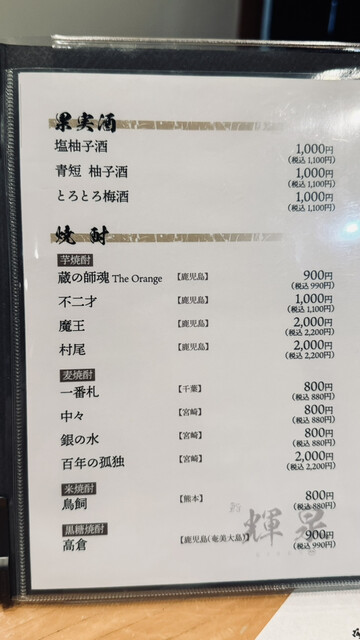 果実酒
塩柚子酒 1,000円
(税込 1,100円)
青短 柚子酒 1,000円
(税込 1,100円)
とろとろ梅酒 1,000円
(税込 1,100円)
焼酎
芋焼酎
蔵の師魂 The Orange 【鹿児島】 900円
(税込 990円)
不二才 【鹿児島】 1,000円
(税込 1,100円)
魔王 【鹿児島】 2,000円
(税込 2,200円)
村尾 【鹿児島】 2,000円
(税込 2,200円)
麦焼酎
一番札 【千葉】 800円
(税込 880円)
中々 【宮崎】 800円
(税込 880円)
銀の水 【宮崎】 800円
(税込 880円)
百年の孤独 【宮崎】 2,000円
(税込 2,200円)
米焼酎
鳥飼 【熊本】 800円
(税込 880円)
黒糖焼酎
高倉 【鹿児島(奄美大島)】 900円
(税込 990円)
輝